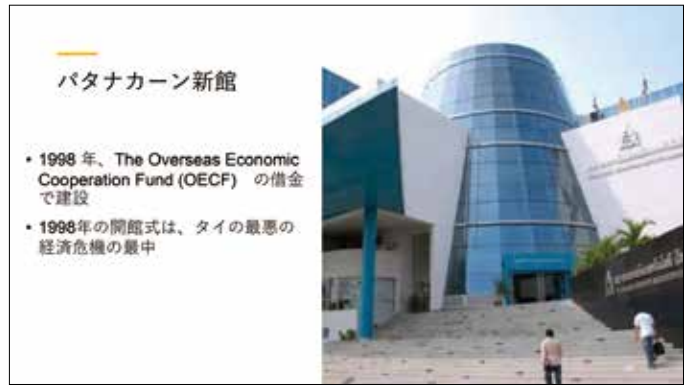 パタナカーン新館
• 1998 年、The Overseas Economic
Cooperation Fund (OECF)　の借金
で建設
• 1998年の開館式は、タイの最悪の
経済危機の最中